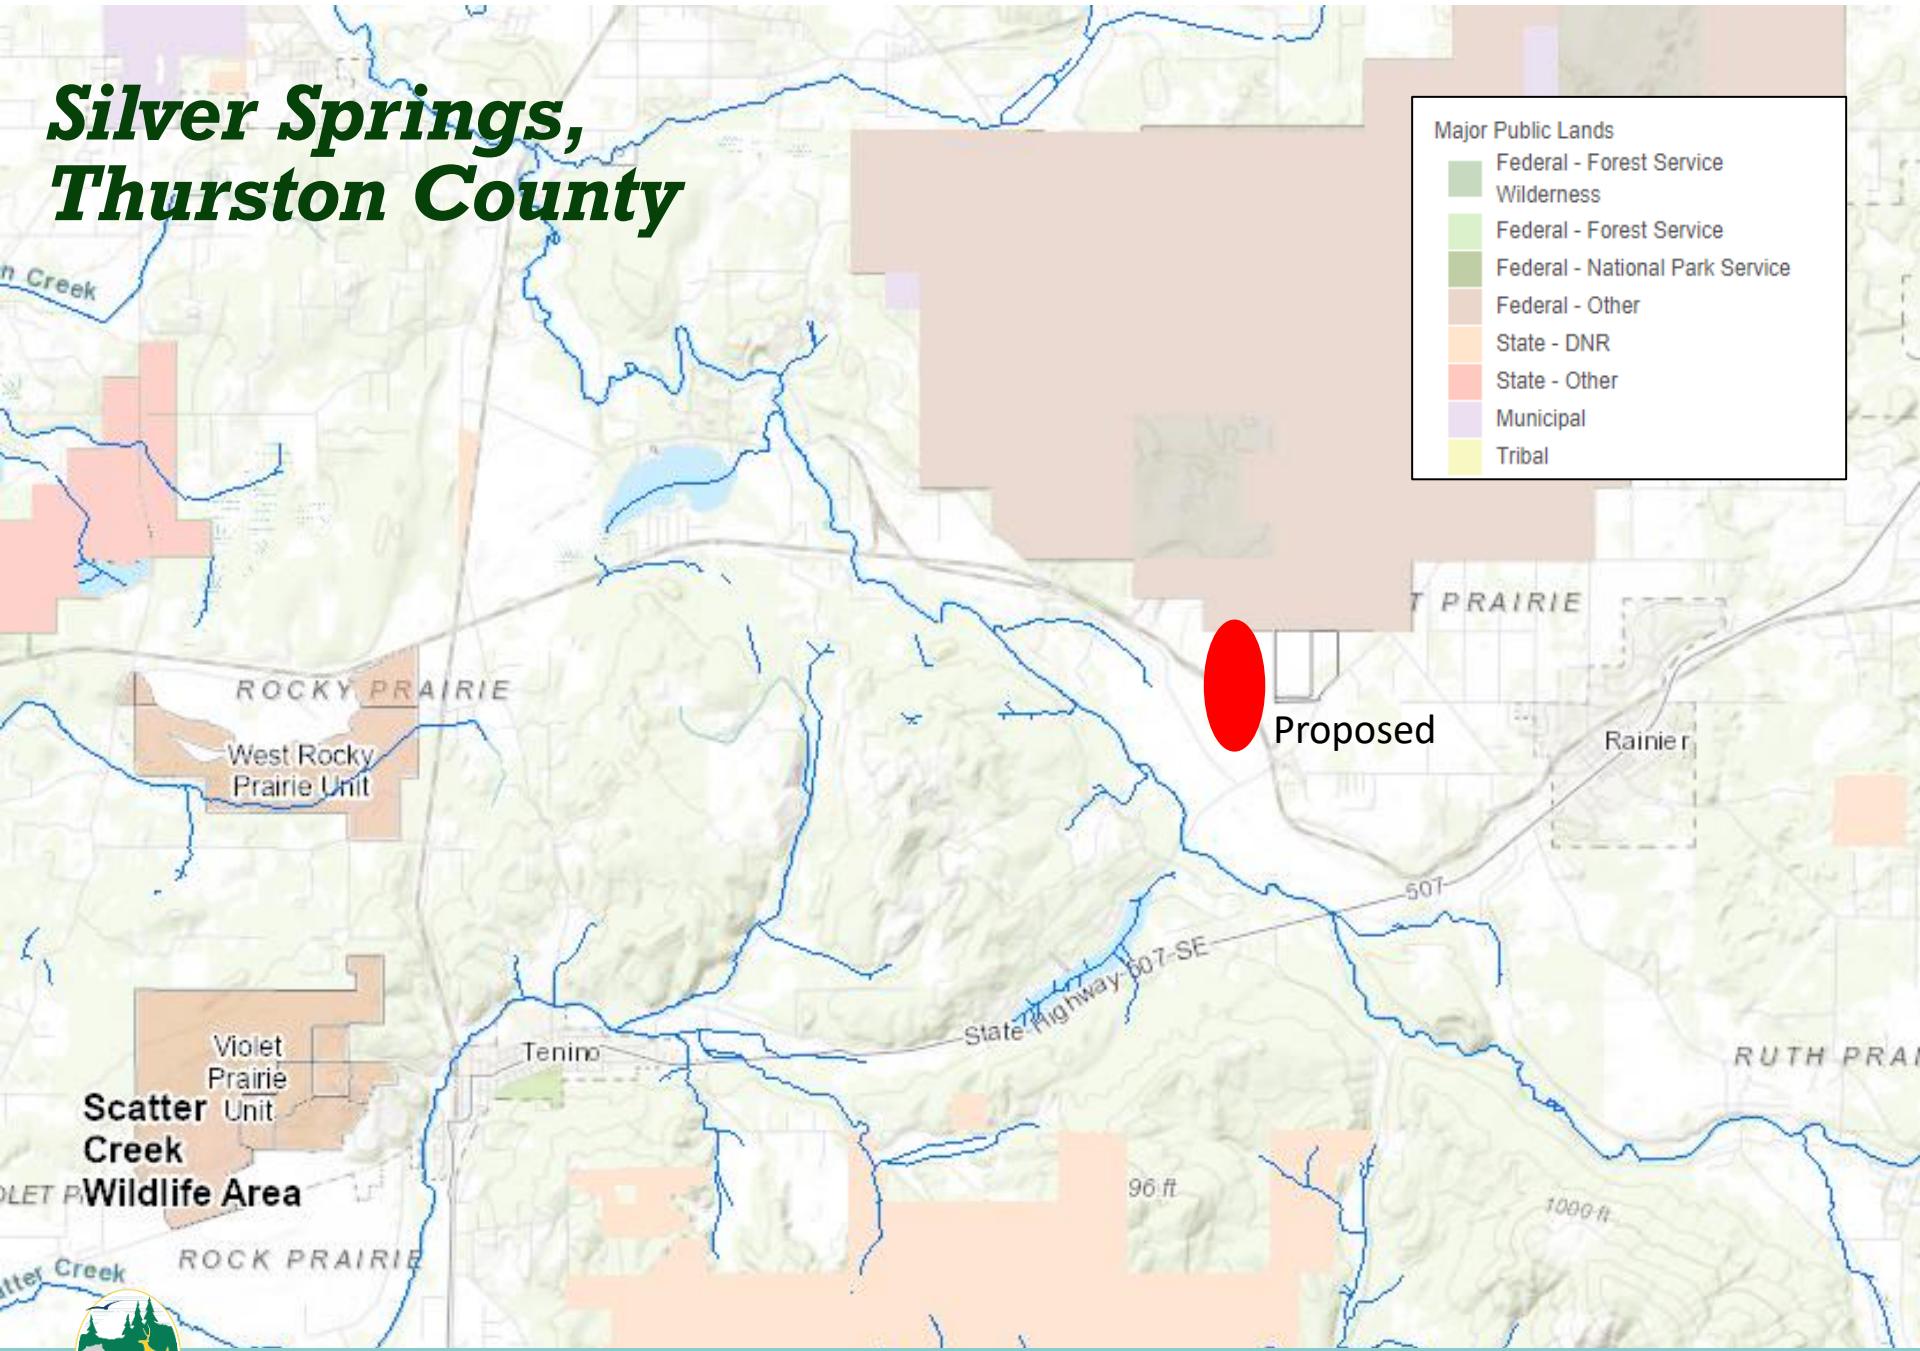 Silver Springs,
Thurston County
Major Public Lands
Federal - Forest Service
Wilderness
Federal - Forest Service
Federal - National Park Service
Federal - Other
State - DNR
State - Other
Municipal
Tribal
n Creek
T PRAIRIE
ROCKY PRAIRIE
West Rocky
Prairie Unit
Proposed
Rainier
507
State Highway 507 SE
Tenino
Violet
Prairie
Unit
Scatter
Creek
Wildlife Area
RUTH PRAI
OLET P
96 ft
1000 ft
ROCK PRAIRIE
atter Creek